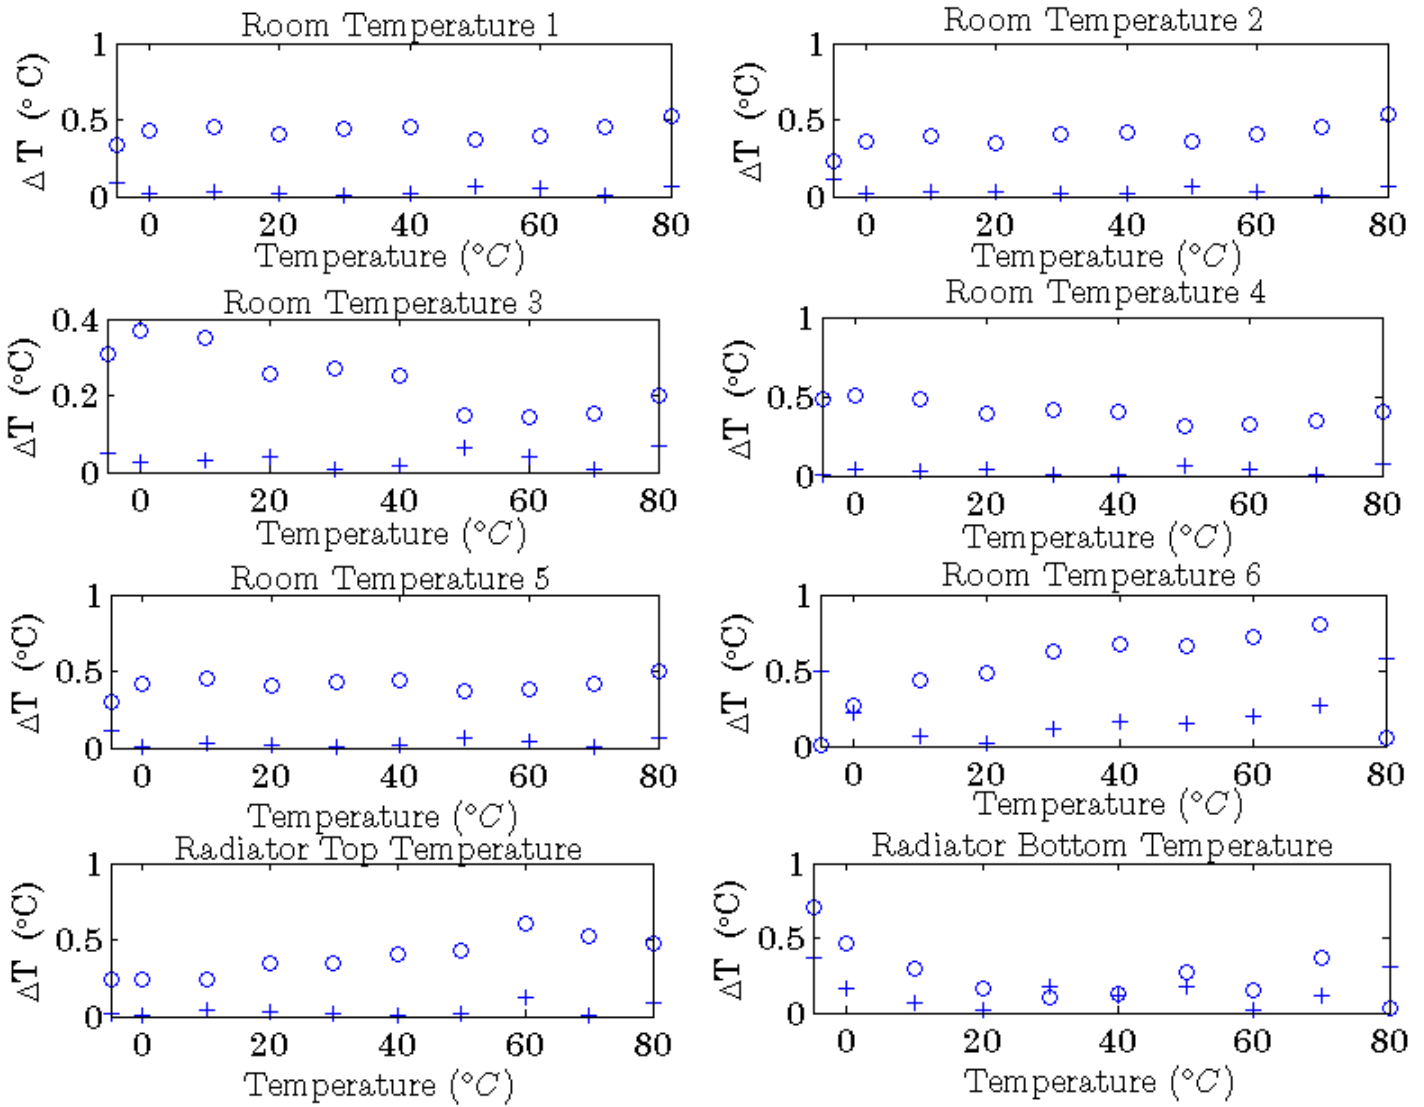 Room Temperature 1
Δ T (° C)
1
0.5
0
0 20 40 60 80
Temperature (°C)
Room Temperature 2
Δ T (°C)
1
0.5
0
0 20 40 60 80
Temperature (°C)
Room Temperature 3
ΔT (°C)
0.4
0.2
0
0 20 40 60 80
Temperature (°C)
Room Temperature 4
ΔT (°C)
1
0.5
0
0 20 40 60 80
Temperature (°C)
Room Temperature 5
ΔT (°C)
1
0.5
0
0 20 40 60 80
Temperature (°C)
Room Temperature 6
ΔT (°C)
1
0.5
0
0 20 40 60 80
Temperature (°C)
Radiator Top Temperature
ΔT (°C)
1
0.5
0
0 20 40 60 80
Temperature (°C)
Radiator Bottom Temperature
ΔT (°C)
1
0.5
0
0 20 40 60 80
Temperature (°C)